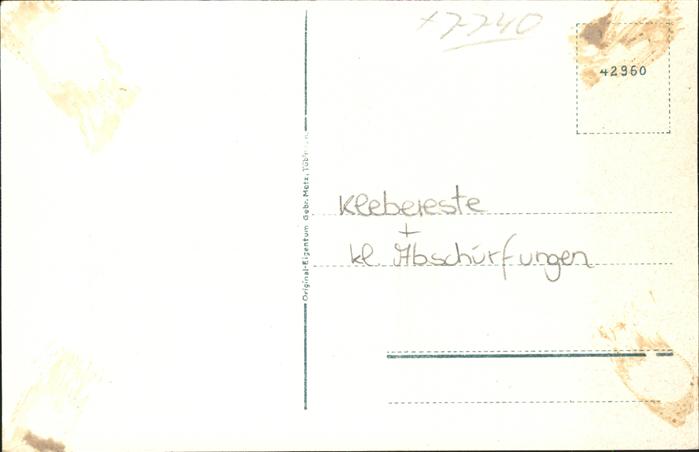 +7740
42960
Original-Eigentum Gebr. Metz, Tübingen.
Klebereste
+
kl. Abschürfungen